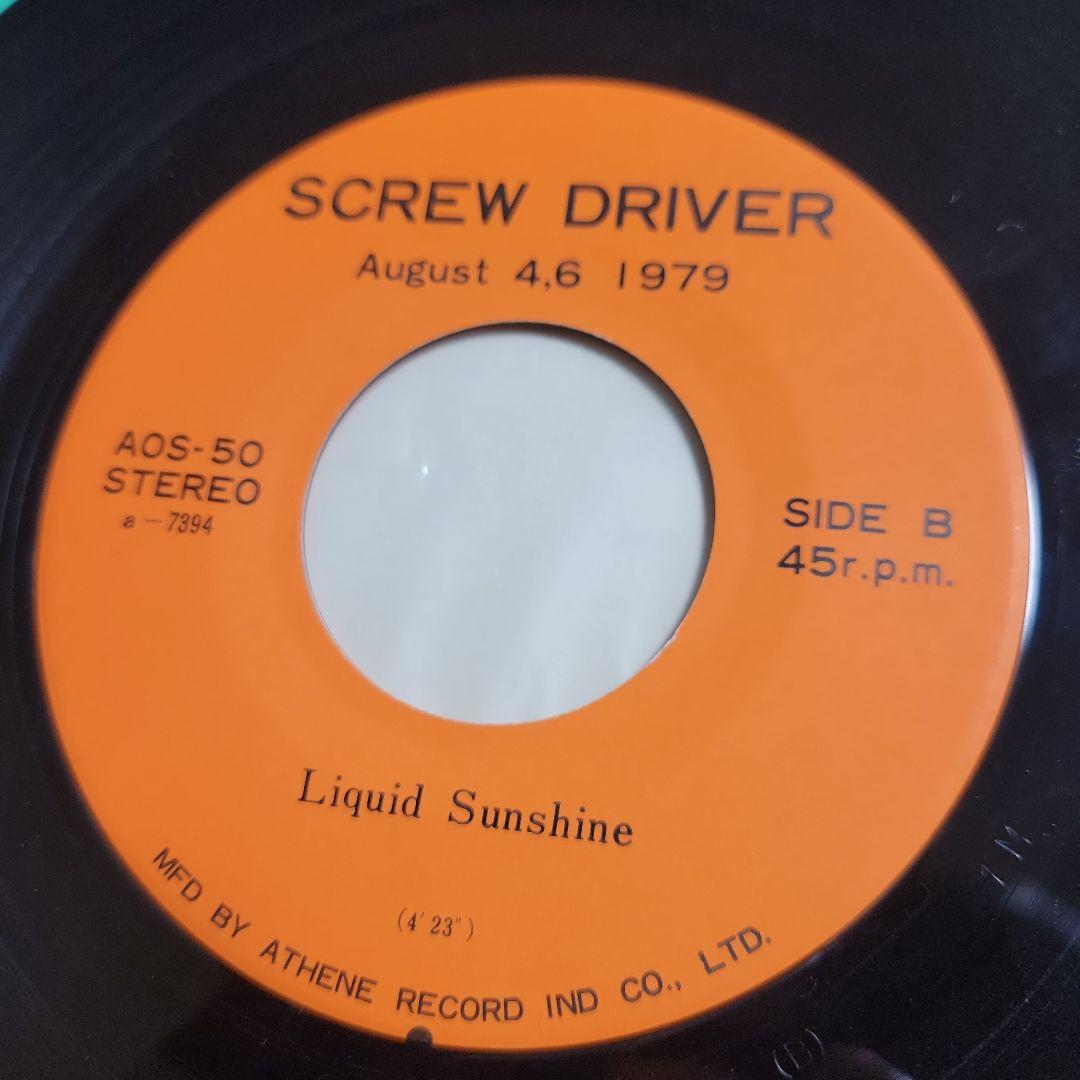 SCREW DRIVER
August 4,6 1979
AOS-50
STEREO
a-7394
SIDE B
45r.p.m.
Liquid Sunshine
(4' 23")
MFD BY ATHENE RECORD IND CO., LTD.
1 M
(B)